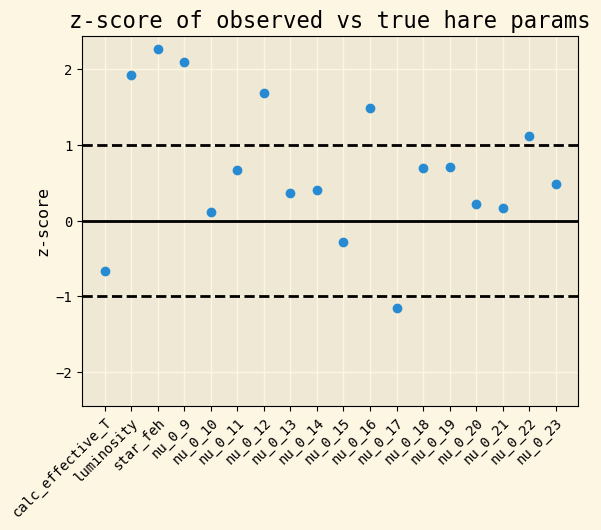 z-score of observed vs true hare params
z-score
2
1
0
−1
−2
calc_effective_T
luminosity
star_feh
nu_0_9
nu_0_10
nu_0_11
nu_0_12
nu_0_13
nu_0_14
nu_0_15
nu_0_16
nu_0_17
nu_0_18
nu_0_19
nu_0_20
nu_0_21
nu_0_22
nu_0_23